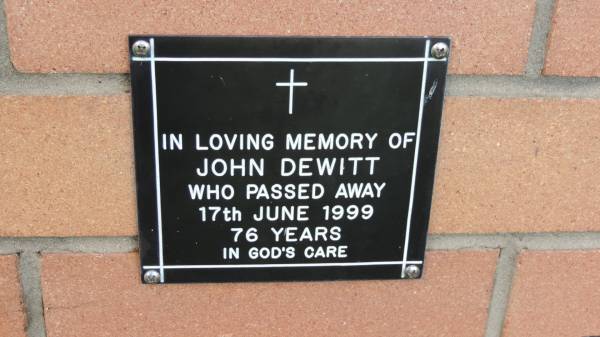 IN LOVING MEMORY OF
JOHN DEWITT
WHO PASSED AWAY
17th JUNE 1999
76 YEARS
IN GOD'S CARE